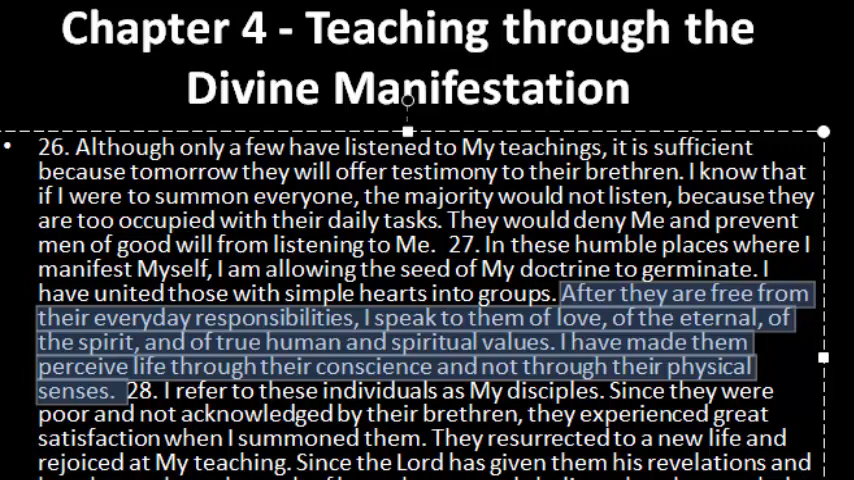 Chapter 4 - Teaching through the
Divine Manifestation
• 26. Although only a few have listened to My teachings, it is sufficient
because tomorrow they will offer testimony to their brethren. I know that
if I were to summon everyone, the majority would not listen, because they
are too occupied with their daily tasks. They would deny Me and prevent
men of good will from listening to Me. 27. In these humble places where I
manifest Myself, I am allowing the seed of My doctrine to germinate. I
have united those with simple hearts into groups. After they are free from
their everyday responsibilities, I speak to them of love, of the eternal, of
the spirit, and of true human and spiritual values. I have made them
perceive life through their conscience and not through their physical
senses. 28. I refer to these individuals as My disciples. Since they were
poor and not acknowledged by their brethren, they experienced great
satisfaction when I summoned them. They resurrected to a new life and
rejoiced at My teaching. Since the Lord has given them his revelations and